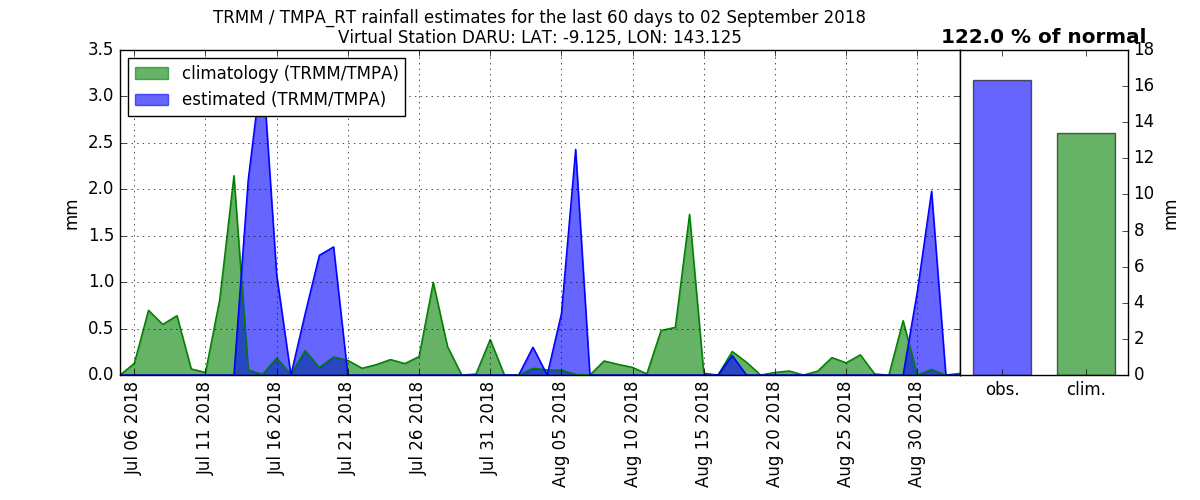 TRMM / TMPA_RT rainfall estimates for the last 60 days to 02 September 2018
Virtual Station DARU: LAT: -9.125, LON: 143.125
122.0 % of normal
climatology (TRMM/TMPA)
estimated (TRMM/TMPA)
mm
3.5
3.0
2.5
2.0
1.5
1.0
0.5
0.0
Jul 06 2018
Jul 11 2018
Jul 16 2018
Jul 21 2018
Jul 26 2018
Jul 31 2018
Aug 05 2018
Aug 10 2018
Aug 15 2018
Aug 20 2018
Aug 25 2018
Aug 30 2018
obs.
clim.
18
16
14
12
10
8
6
4
2
0
mm